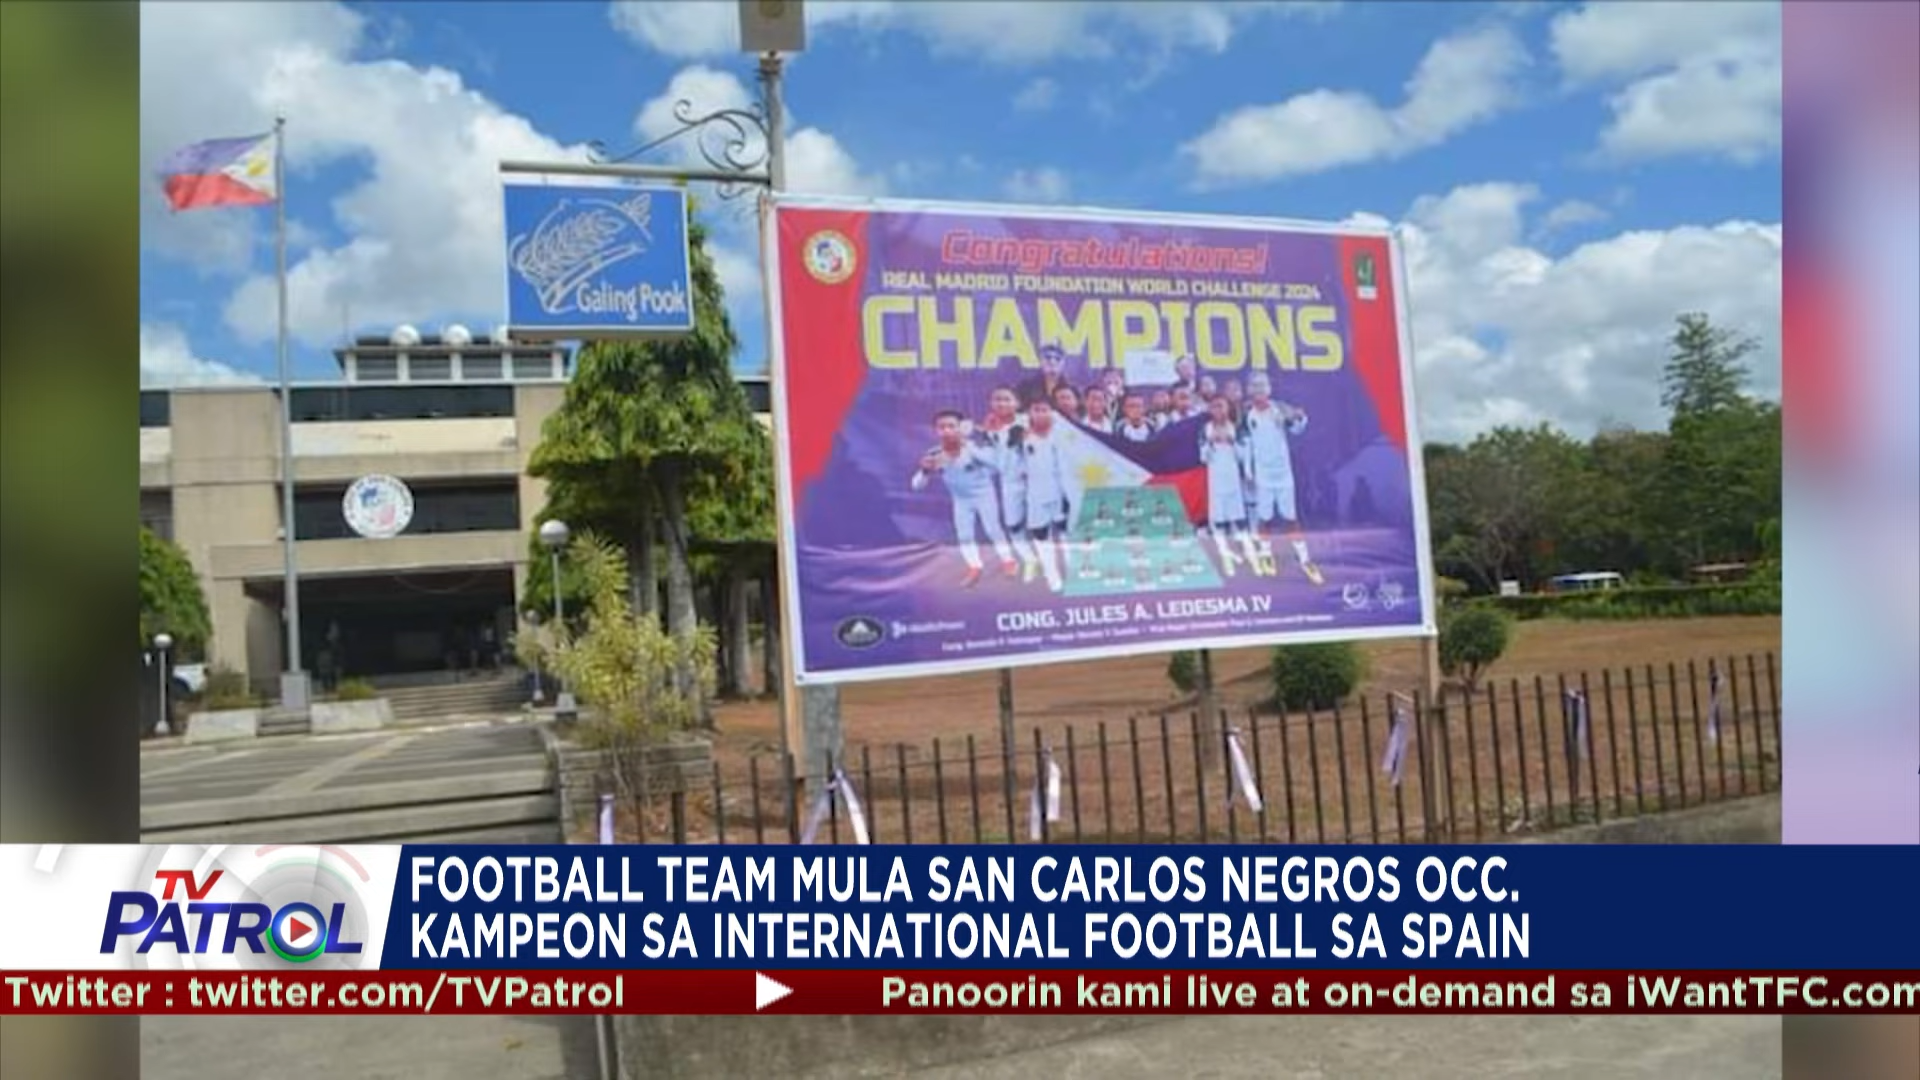 Galing Pook
Congratulations!
REAL MADRID FOUNDATION WORLD CHALLENGE 2024
CHAMPIONS
CONG. JULES A. LEDESMA IV
TV
PATROL
FOOTBALL TEAM MULA SAN CARLOS NEGROS OCC.
KAMPEON SA INTERNATIONAL FOOTBALL SA SPAIN
Twitter : twitter.com/TVPatrol Panoorin kami live at on-demand sa iWantTFC.com